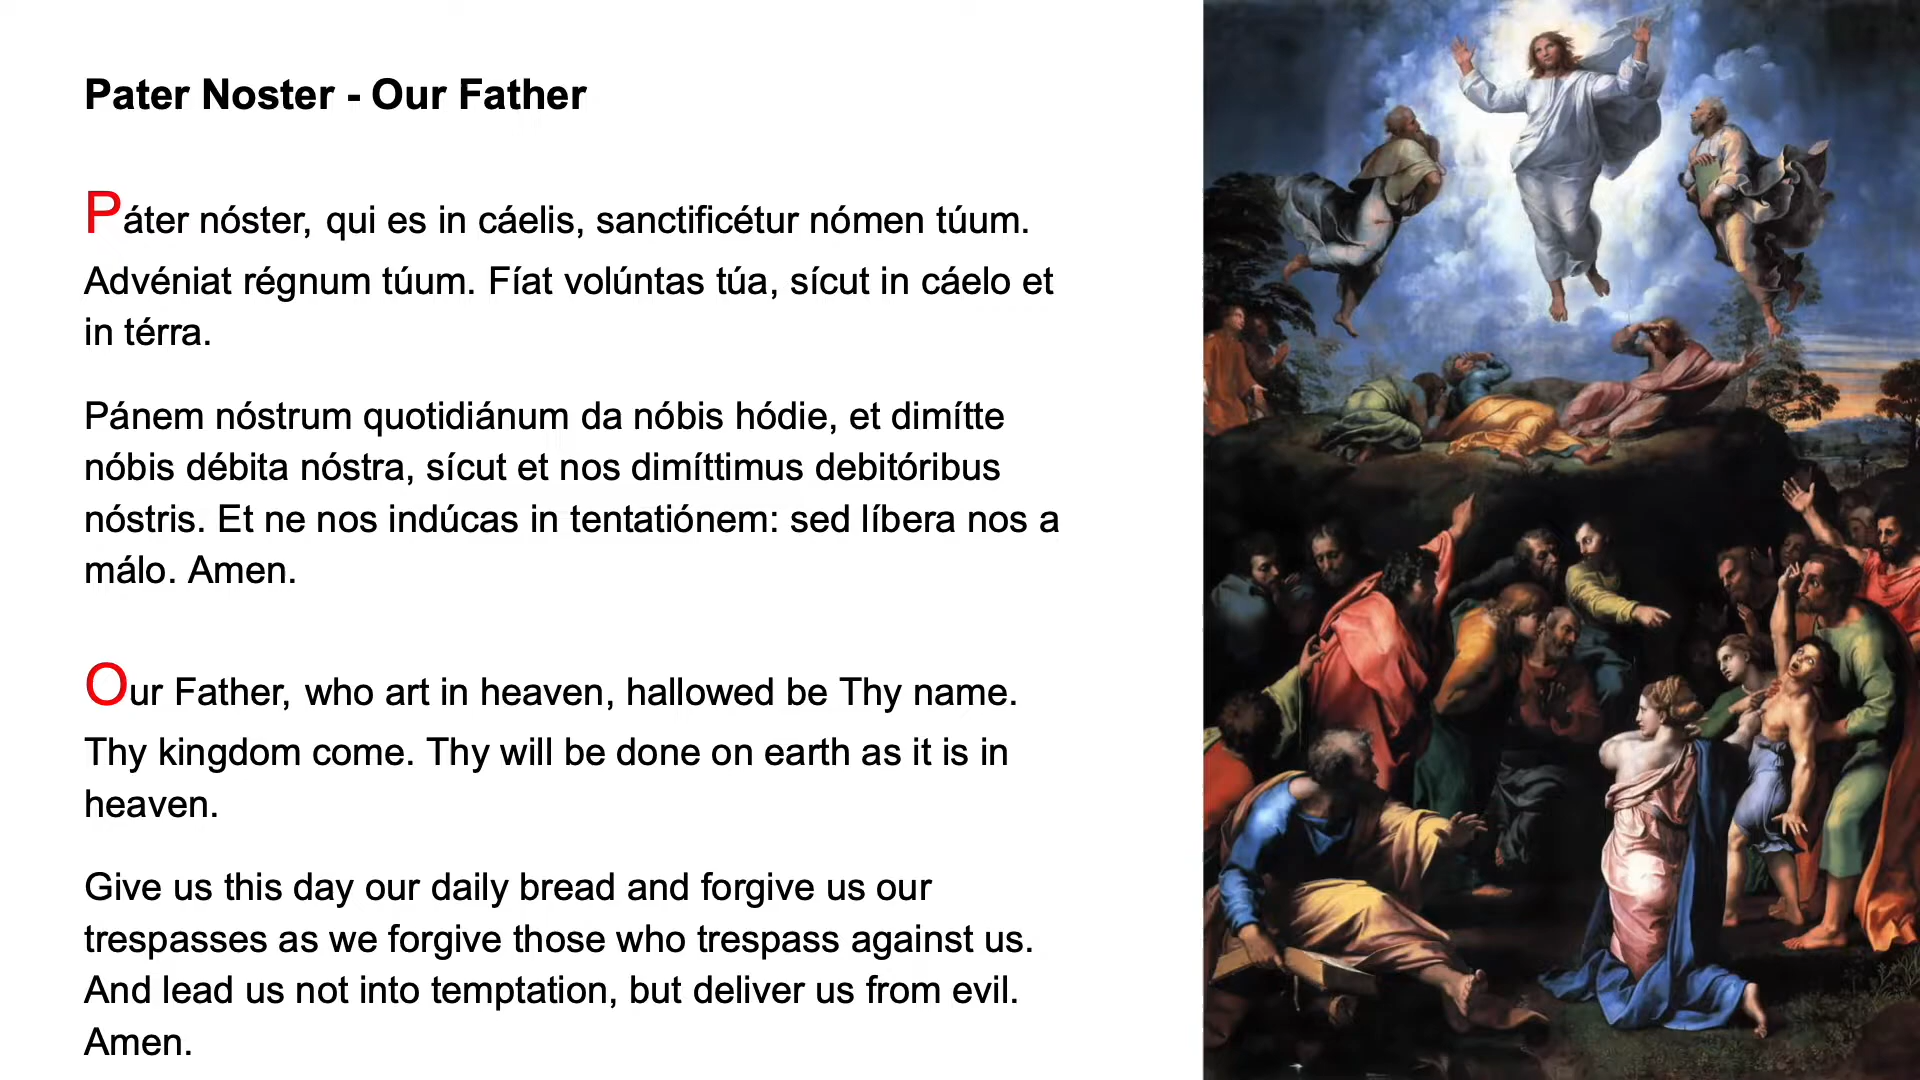 Pater Noster - Our Father
Páter nóster, qui es in cáelis, sanctificétur nómen túum.
Advéniat régnum túum. Fíat volúntas túa, sícut in cáelo et
in térra.
Pánem nóstrum quotidiánum da nóbis hódie, et dimítte
nóbis débita nóstra, sícut et nos dimíttimus debitóribus
nóstris. Et ne nos indúcas in tentatiónem: sed líbera nos a
málo. Amen.
Our Father, who art in heaven, hallowed be Thy name.
Thy kingdom come. Thy will be done on earth as it is in
heaven.
Give us this day our daily bread and forgive us our
trespasses as we forgive those who trespass against us.
And lead us not into temptation, but deliver us from evil.
Amen.